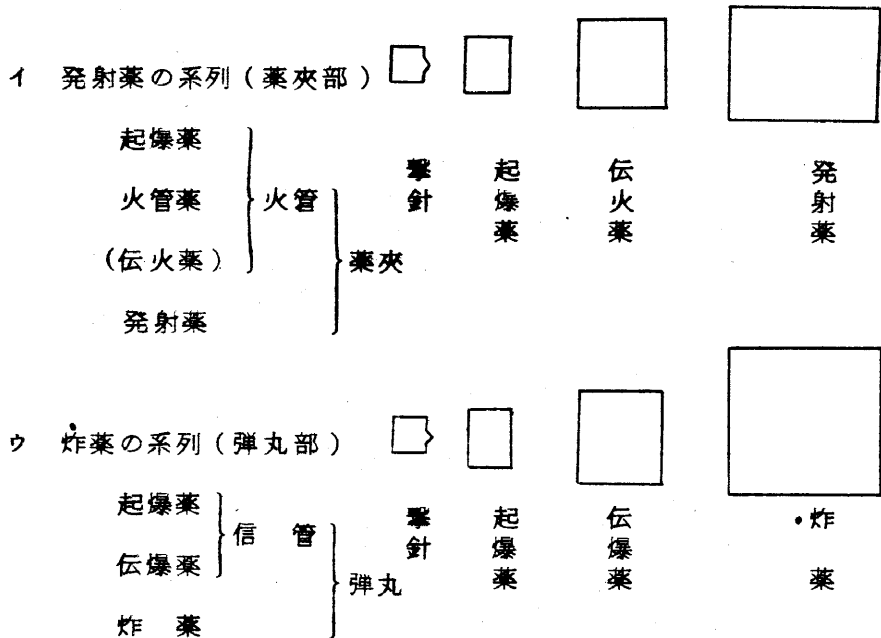 イ 発射薬の系列(薬夾部)
起爆薬
火管薬
火管
(伝火薬)
薬夾
発射薬
撃針
起爆薬
伝火薬
発射薬
ウ 炸薬の系列(弾丸部)
起爆薬
信管
伝爆薬
弾丸
炸薬
撃針
起爆薬
伝爆薬
炸薬